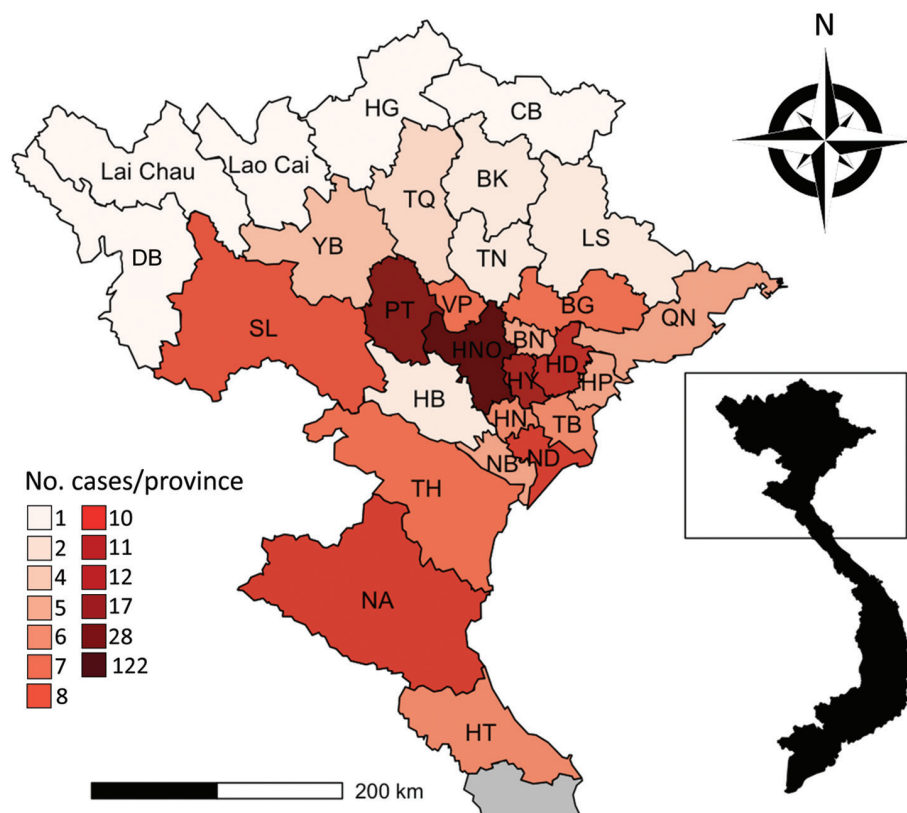 N
HG
CB
Lai Chau
Lao Cai
BK
TQ
LS
YB
DB
TN
PT
VP
BG
QN
SL
HNO
BN
HD
HY
HP
HB
HN
TB
NB
ND
No. cases/province
TH
1
10
2
11
4
12
5
17
6
28
7
122
8
NA
HT
200 km